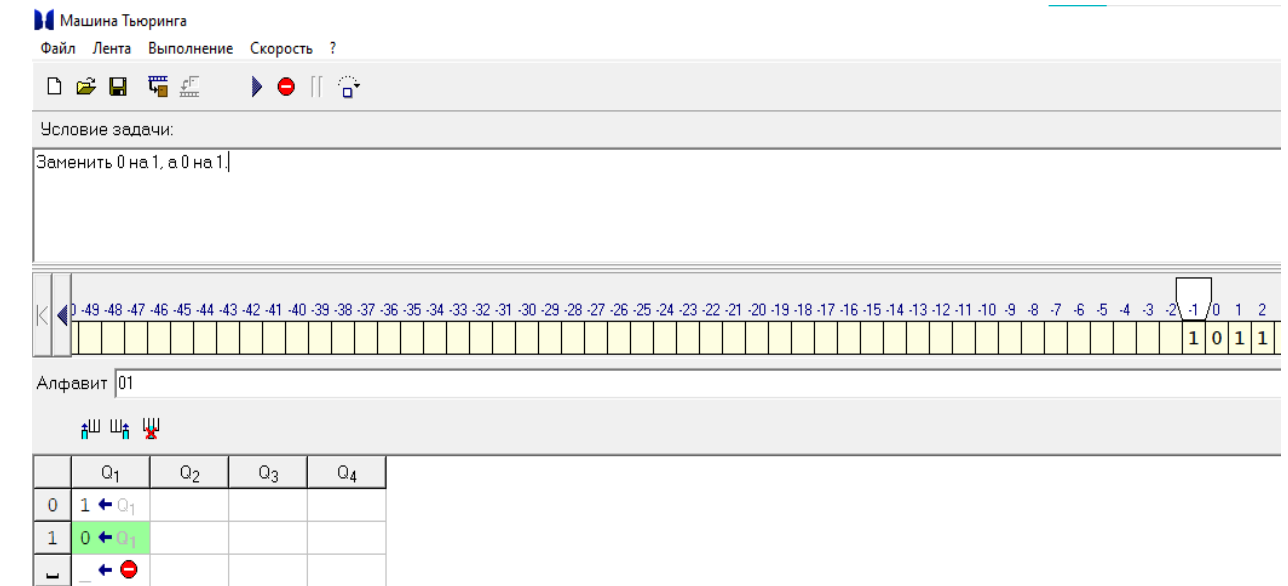 Машина Тьюринга
Файл Лента Выполнение Скорость ?
Условие задачи:
Заменить 0 на 1, а 0 на 1.
0 -49 -48 -47 -46 -45 -44 -43 -42 -41 -40 -39 -38 -37 -36 -35 -34 -33 -32 -31 -30 -29 -28 -27 -26 -25 -24 -23 -22 -21 -20 -19 -18 -17 -16 -15 -14 -13 -12 -11 -10 -9 -8 -7 -6 -5 -4 -3 -2 -1 0 1 2
1 0 1 1
Алфавит 01
Q1 Q2 Q3 Q4
0 1 ← Q1
1 0 ← Q1
␣ _ ←